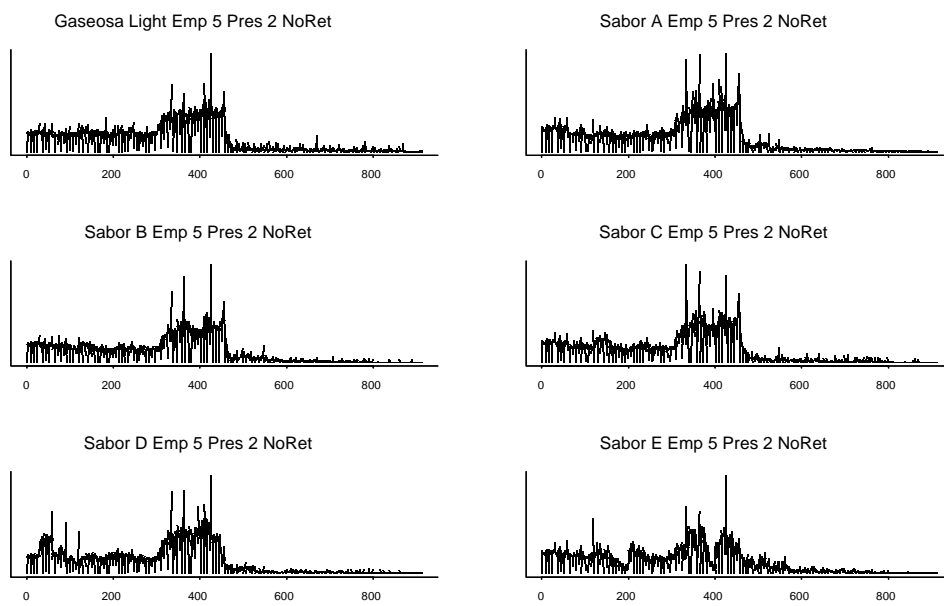 Gaseosa Light Emp 5 Pres 2 NoRet
Sabor A Emp 5 Pres 2 NoRet
0 200 400 600 800
0 200 400 600 800
Sabor B Emp 5 Pres 2 NoRet
Sabor C Emp 5 Pres 2 NoRet
0 200 400 600 800
0 200 400 600 800
Sabor D Emp 5 Pres 2 NoRet
Sabor E Emp 5 Pres 2 NoRet
0 200 400 600 800
0 200 400 600 800